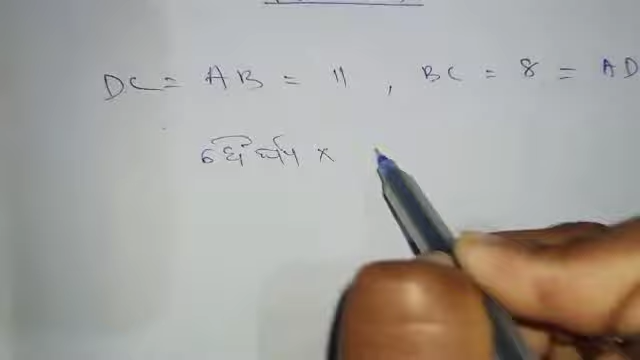 DC = AB = 11 , BC = 8 = AD
ଦୈର୍ଘ୍ୟ ×